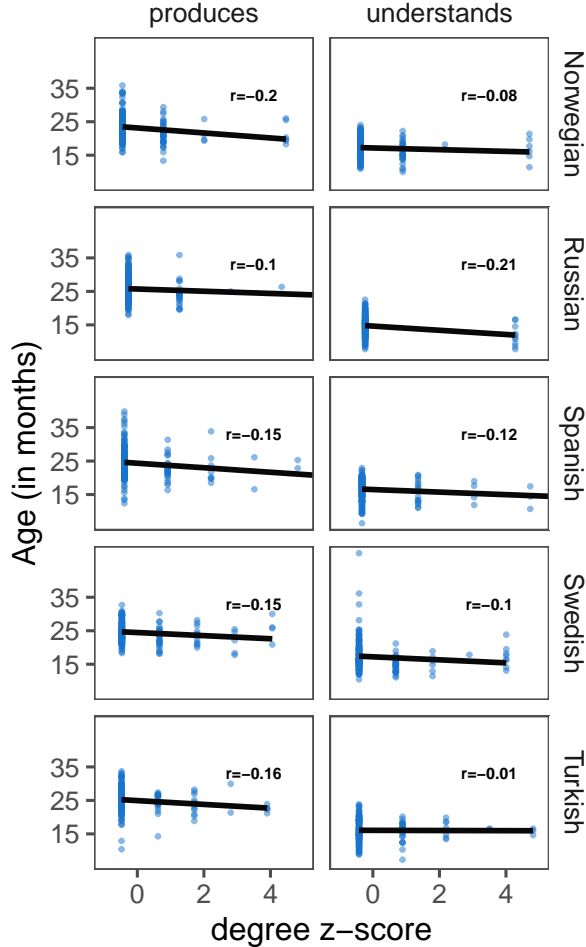 produces understands
35
25
15
r=−0.2
r=−0.08
Norwegian
35
25
15
r=−0.1
r=−0.21
Russian
35
25
15
r=−0.15
r=−0.12
Spanish
35
25
15
r=−0.15
r=−0.1
Swedish
35
25
15
r=−0.16
r=−0.01
Turkish
Age (in months)
0 2 4 0 2 4
degree z−score